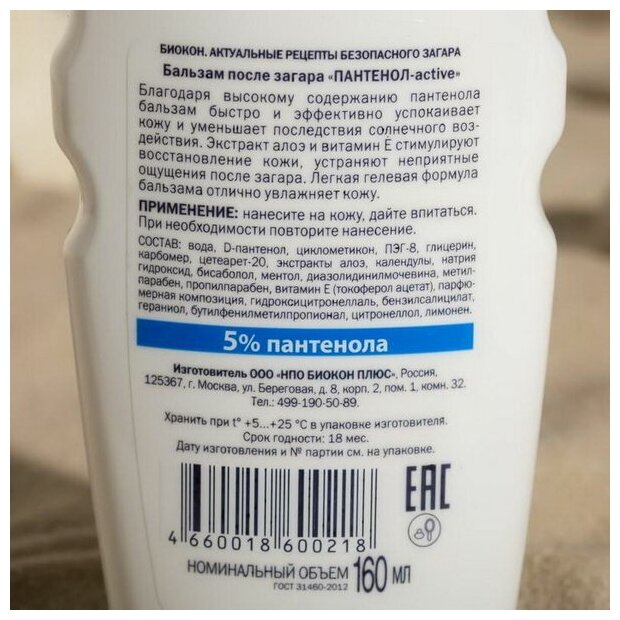 БИОКОН. АКТУАЛЬНЫЕ РЕЦЕПТЫ БЕЗОПАСНОГО ЗАГАРА
Бальзам после загара «ПАНТЕНОЛ-active»
Благодаря высокому содержанию пантенола
бальзам быстро и эффективно успокаивает
кожу и уменьшает последствия солнечного воз-
действия. Экстракт алоэ и витамин Е стимулируют
восстановление кожи, устраняют неприятные
ощущения после загара. Легкая гелевая формула
бальзама отлично увлажняет кожу.
ПРИМЕНЕНИЕ: нанесите на кожу, дайте впитаться.
При необходимости повторите нанесение.
СОСТАВ: вода, D-пантенол, циклометикон, ПЭГ-8, глицерин,
карбомер, цетеарет-20, экстракты алоэ, календулы, натрия
гидроксид, бисаболол, ментол, диазолидинилмочевина, метил-
парабен, пропилпарабен, витамин Е (токоферол ацетат), парфю-
мерная композиция, гидроксицитронеллаль, бензилсалицилат,
гераниол, бутилфенилметилпропионал, цитронеллол, лимонен.
5% пантенола
Изготовитель ООО «НПО БИОКОН ПЛЮС», Россия,
125367, г. Москва, ул. Береговая, д. 8, корп. 2, пом. 1, комн. 32.
Тел.: 499-190-50-89.
Хранить при t° +5...+25 °С в упаковке изготовителя.
Срок годности: 18 мес.
Дату изготовления и № партии см. на упаковке.
EAC
4 660018 600218
НОМИНАЛЬНЫЙ ОБЪЕМ 160 МЛ
ГОСТ 31460-2012